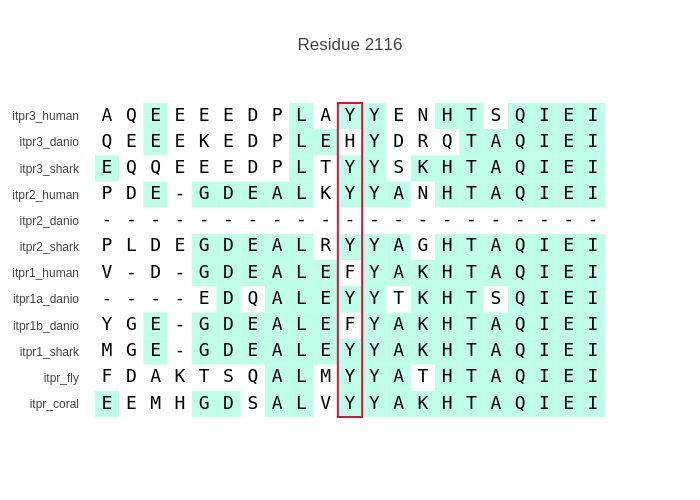 Residue 2116
itpr3_human A Q E E E E D P L A Y Y E N H T S Q I E I
itpr3_danio Q E E E K E D P L E H Y D R Q T A Q I E I
itpr3_shark E Q Q E E E D P L T Y Y S K H T A Q I E I
itpr2_human P D E - G D E A L K Y Y A N H T A Q I E I
itpr2_danio - - - - - - - - - - - - - - - - - - - - -
itpr2_shark P L D E G D E A L R Y Y A G H T A Q I E I
itpr1_human V - D - G D E A L E F Y A K H T A Q I E I
itpr1a_danio - - - - E D Q A L E Y Y T K H T S Q I E I
itpr1b_danio Y G E - G D E A L E F Y A K H T A Q I E I
itpr1_shark M G E - G D E A L E Y Y A K H T A Q I E I
itpr_fly F D A K T S Q A L M Y Y A T H T A Q I E I
itpr_coral E E M H G D S A L V Y Y A K H T A Q I E I